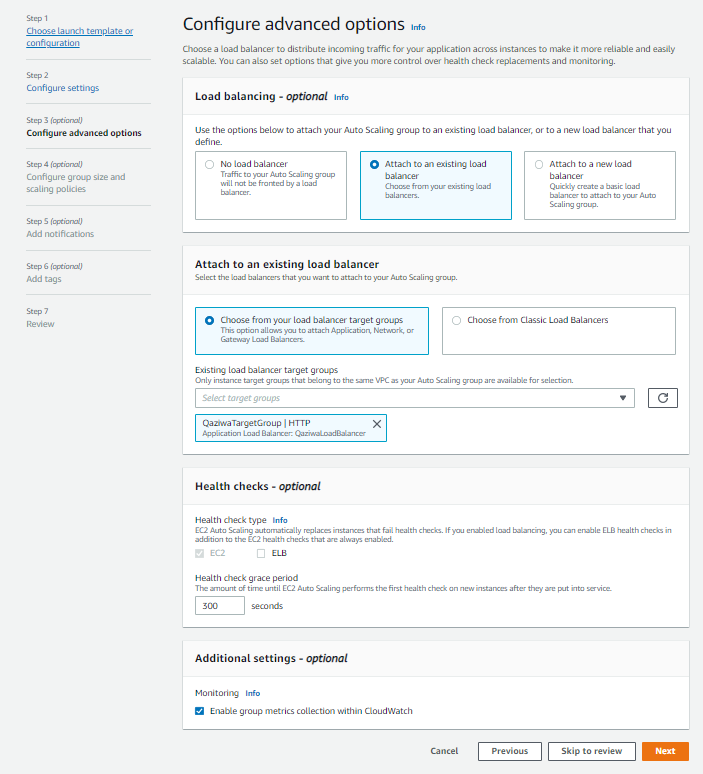 Step 1
Choose launch template or
configuration
Step 2
Configure settings
Step 3 (optional)
Configure advanced options
Step 4 (optional)
Configure group size and
scaling policies
Step 5 (optional)
Add notifications
Step 6 (optional)
Add tags
Step 7
Review
Configure advanced options Info
Choose a load balancer to distribute incoming traffic for your application across instances to make it more reliable and easily
scalable. You can also set options that give you more control over health check replacements and monitoring.
Load balancing - optional Info
Use the options below to attach your Auto Scaling group to an existing load balancer, or to a new load balancer that you
define.
No load balancer
Traffic to your Auto Scaling group
will not be fronted by a load
balancer.
Attach to an existing load
balancer
Choose from your existing load
balancers.
Attach to a new load
balancer
Quickly create a basic load
balancer to attach to your Auto
Scaling group.
Attach to an existing load balancer
Select the load balancers that you want to attach to your Auto Scaling group.
Choose from your load balancer target groups
This option allows you to attach Application, Network, or
Gateway Load Balancers.
Choose from Classic Load Balancers
Existing load balancer target groups
Only instance target groups that belong to the same VPC as your Auto Scaling group are available for selection.
Select target groups
QaziwaTargetGroup | HTTP
Application Load Balancer: QaziwaLoadBalancer
Health checks - optional
Health check type Info
EC2 Auto Scaling automatically replaces instances that fail health checks. If you enabled load balancing, you can enable ELB health checks in
addition to the EC2 health checks that are always enabled.
EC2 ELB
Health check grace period
The amount of time until EC2 Auto Scaling performs the first health check on new instances after they are put into service.
300 seconds
Additional settings - optional
Monitoring Info
Enable group metrics collection within CloudWatch
Cancel Previous Skip to review Next